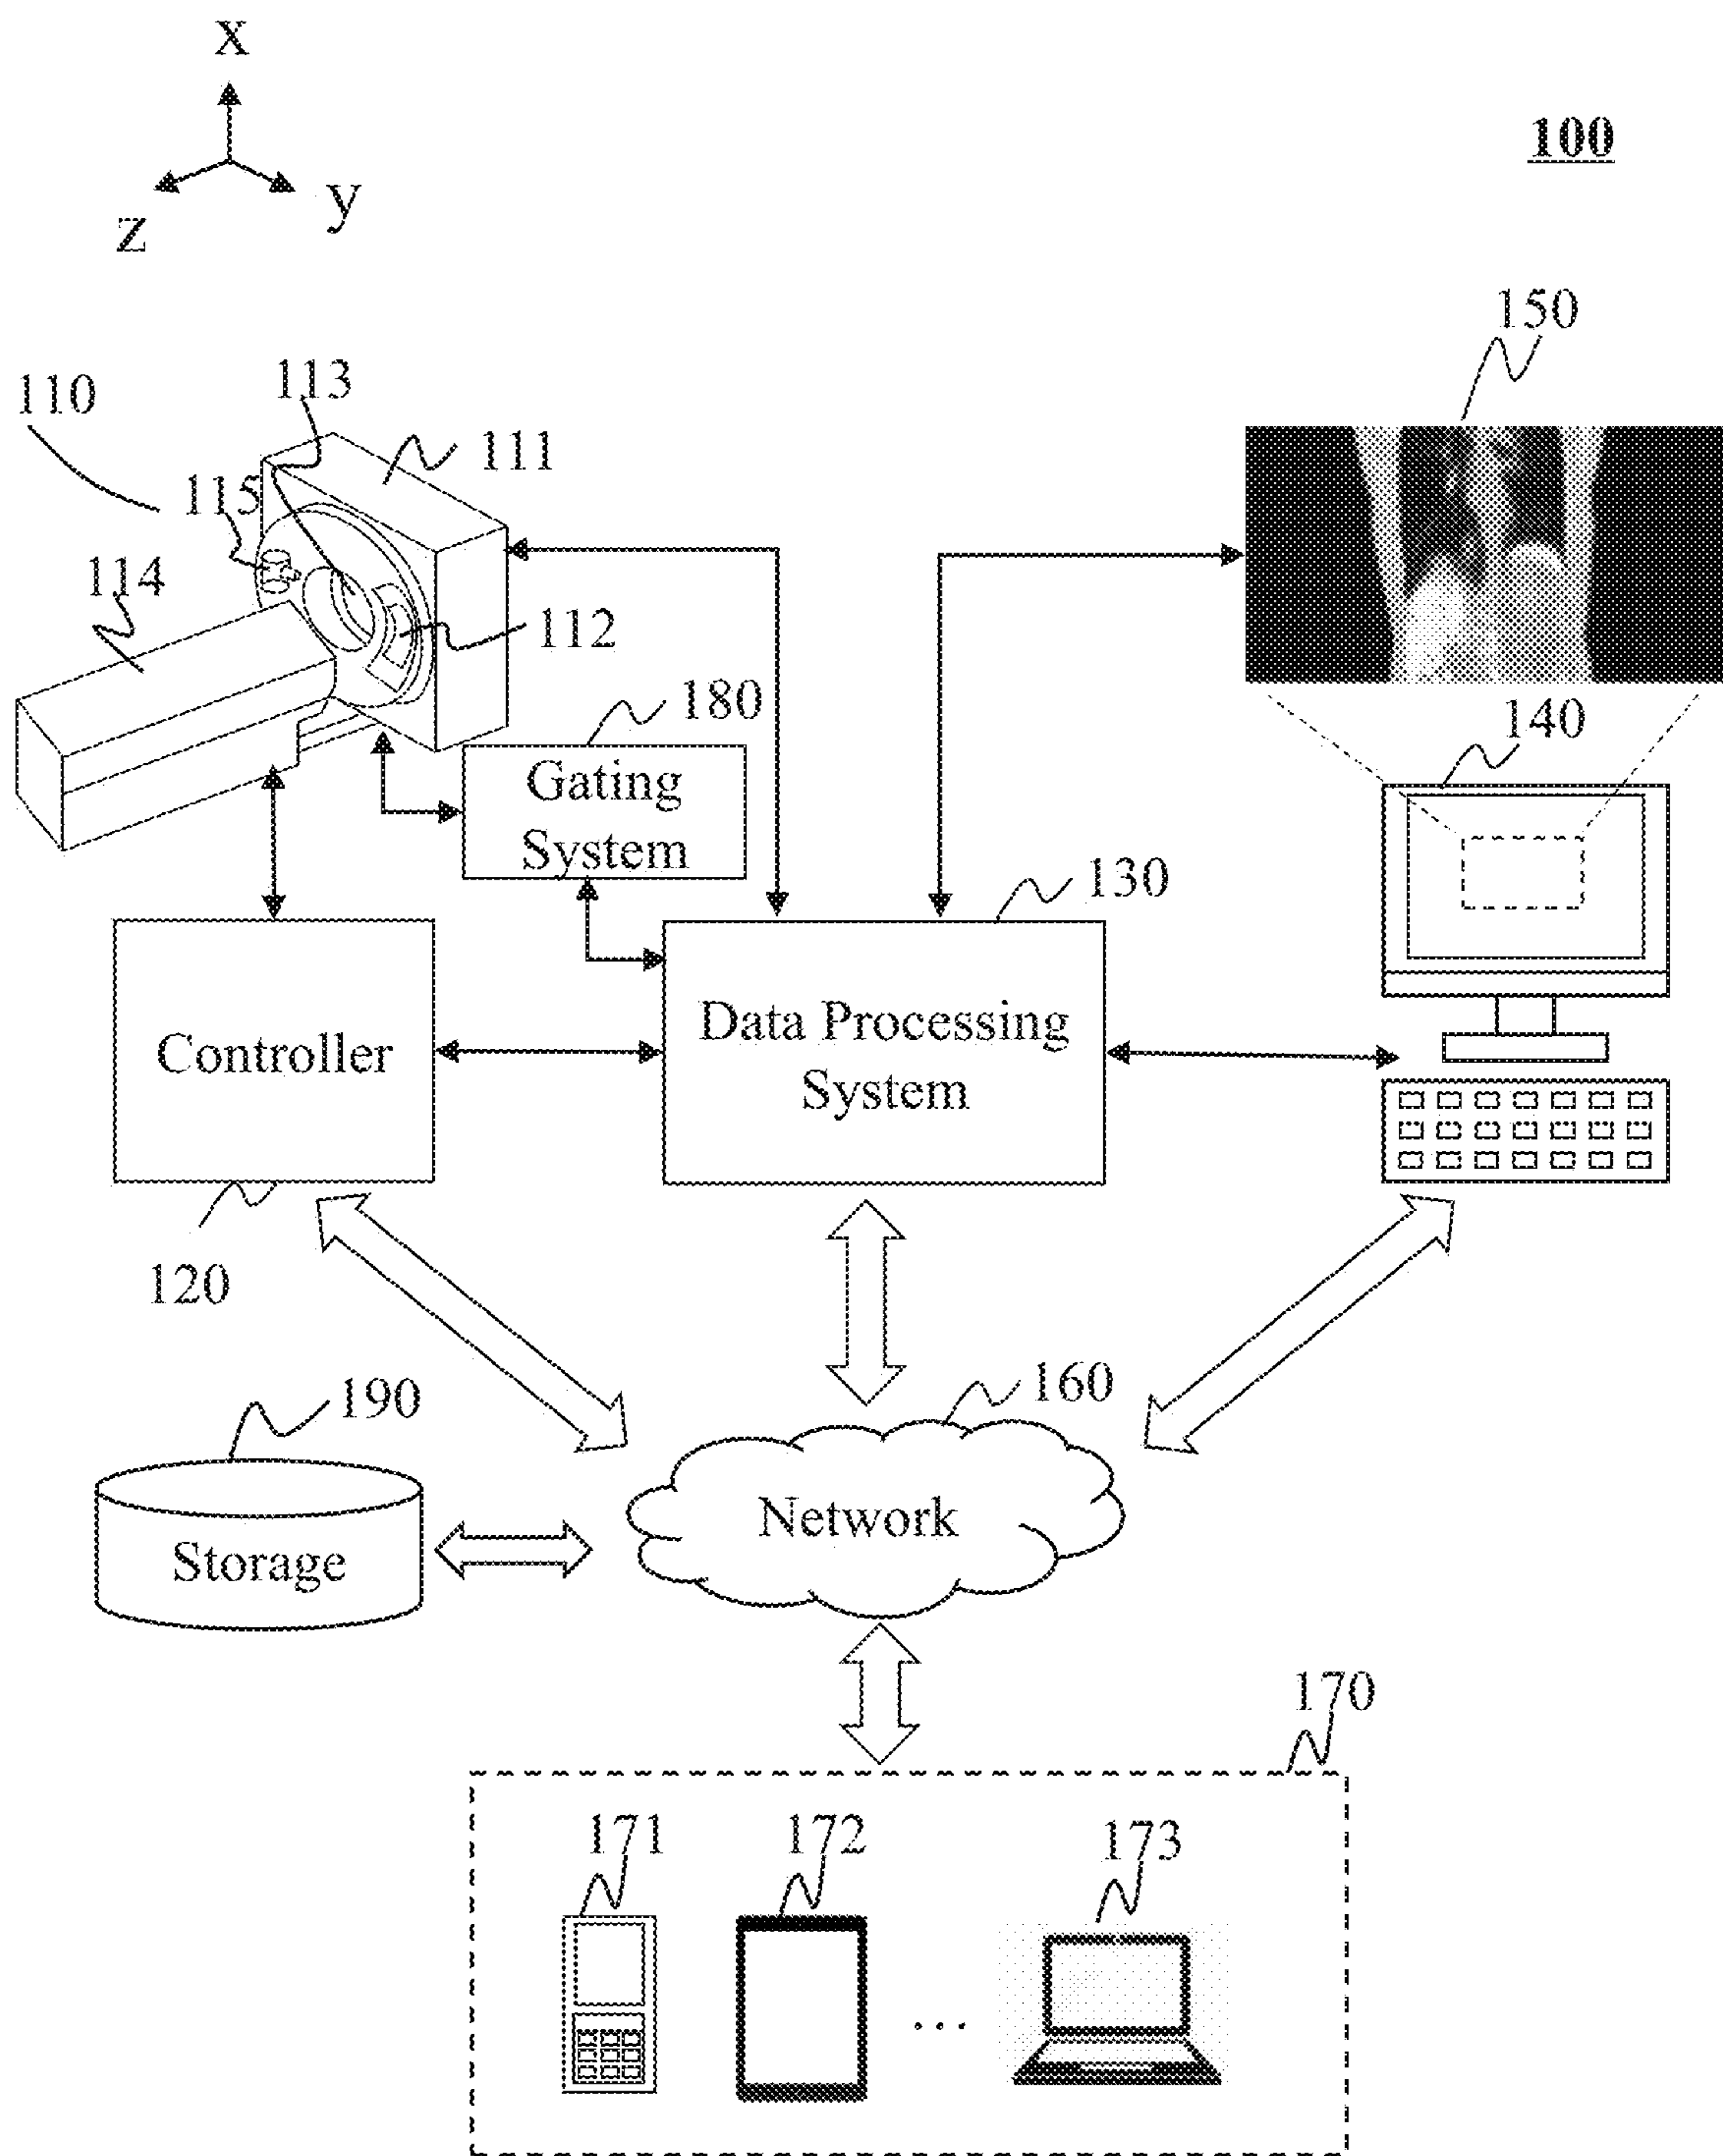 x
100
z
y
150
113
110
111
115
114
112
180
140
Gating
System
130
Controller
Data Processing
System
120
160
190
Network
Storage
170
171
172
173
...